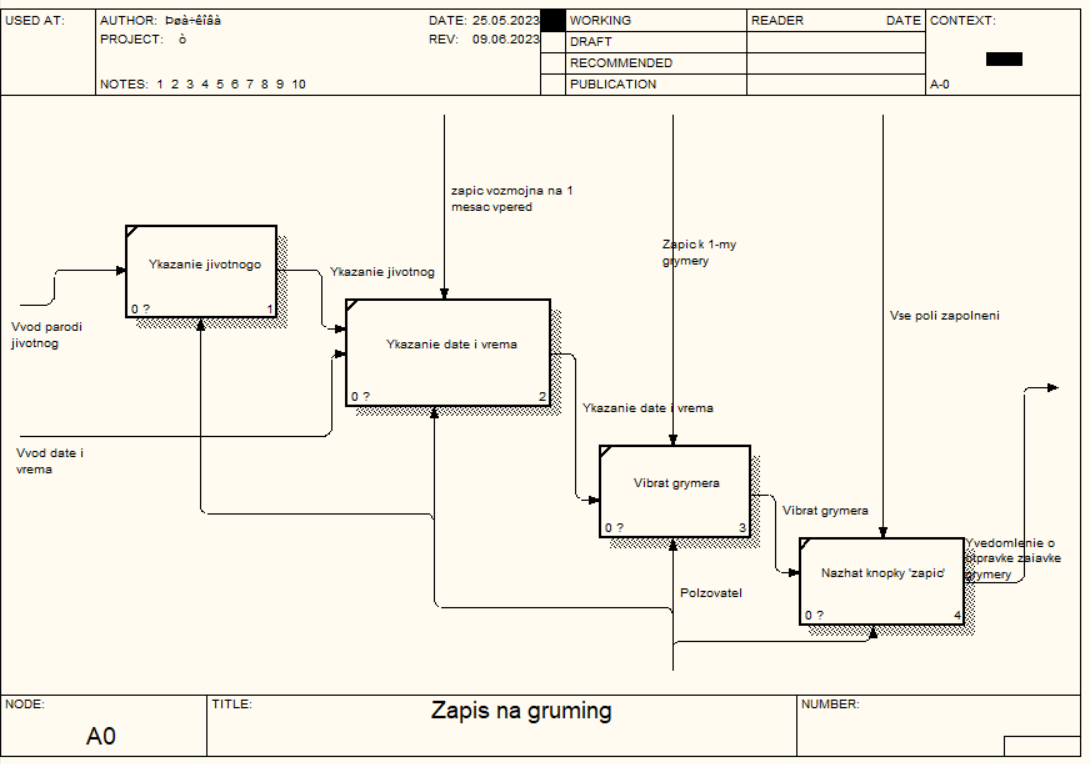 USED AT:
AUTHOR: Þøà÷êîâà
DATE: 25.05.2023
WORKING
READER
DATE
CONTEXT:
PROJECT: ò
REV: 09.06.2023
DRAFT
RECOMMENDED
NOTES: 1 2 3 4 5 6 7 8 9 10
PUBLICATION
A-0
zapic vozmojna na 1
mesac vpered
Zapic k 1-my
grymery
Vse poli zapolneni
Ykazanie jivotnogo
0 ?
1
Ykazanie jivotnog
Vvod parodi
jivotnog
Ykazanie date i vrema
0 ?
2
Ykazanie date i vrema
Vvod date i
vrema
Vibrat grymera
0 ?
3
Vibrat grymera
Yvedomlenie o
otpravke zaiavke
grymery
Nazhat knopky 'zapic'
0 ?
4
Polzovatel
NODE:
A0
TITLE:
Zapis na gruming
NUMBER: